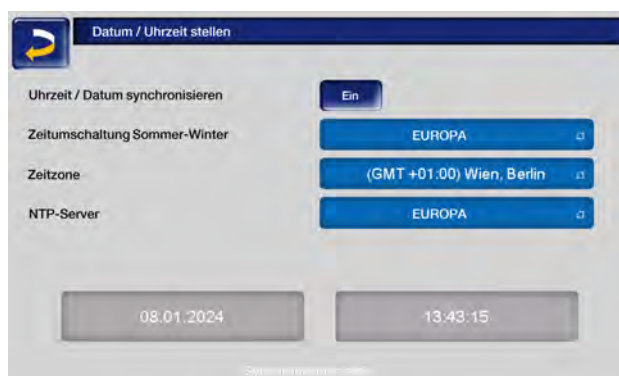 Datum / Uhrzeit stellen
Uhrzeit / Datum synchronisieren Ein
Zeitumschaltung Sommer-Winter EUROPA
Zeitzone (GMT +01:00) Wien, Berlin
NTP-Server EUROPA
08.01.2024 13:43:15